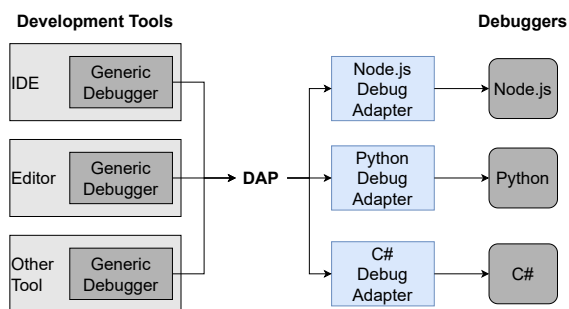 Development Tools
Debuggers
IDE
Generic
Debugger
Node.js
Debug
Adapter
Node.js
Editor
Generic
Debugger
DAP
Python
Debug
Adapter
Python
Other
Tool
Generic
Debugger
C#
Debug
Adapter
C#